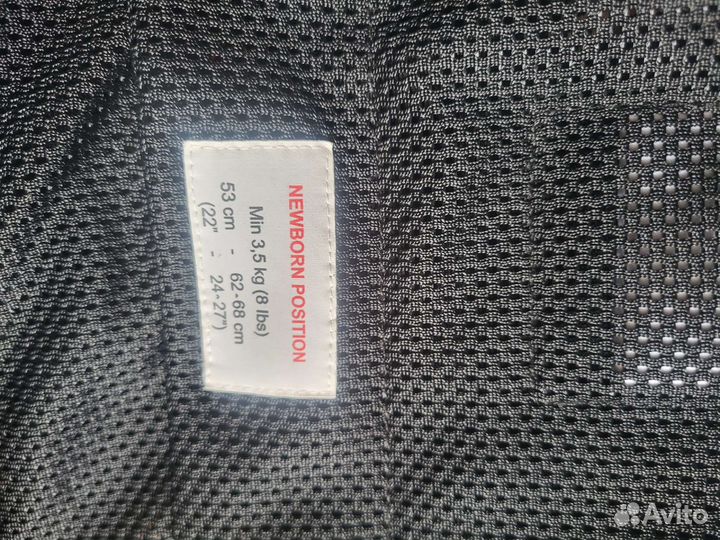 NEWBORN POSITION
Min 3,5 kg (8 lbs)
53 cm - 62-68 cm
(22" - 24-27")
Avito